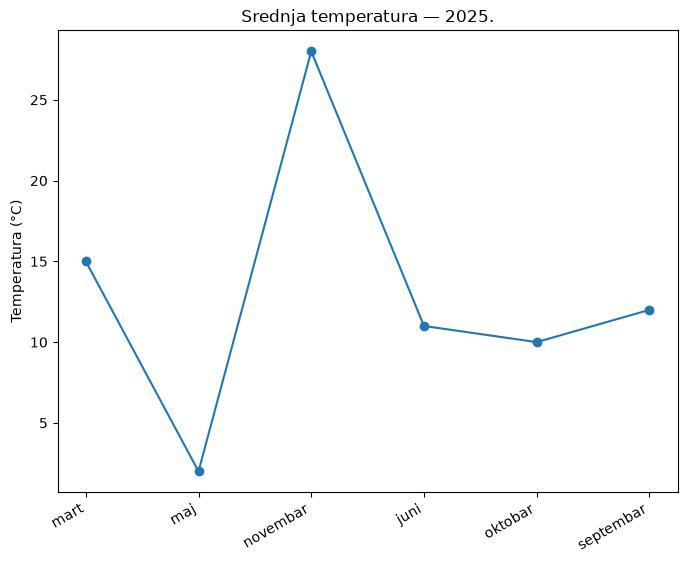 Srednja temperatura — 2025.
Temperatura (°C)
25
20
15
10
5
mart
maj
novembar
juni
oktobar
septembar